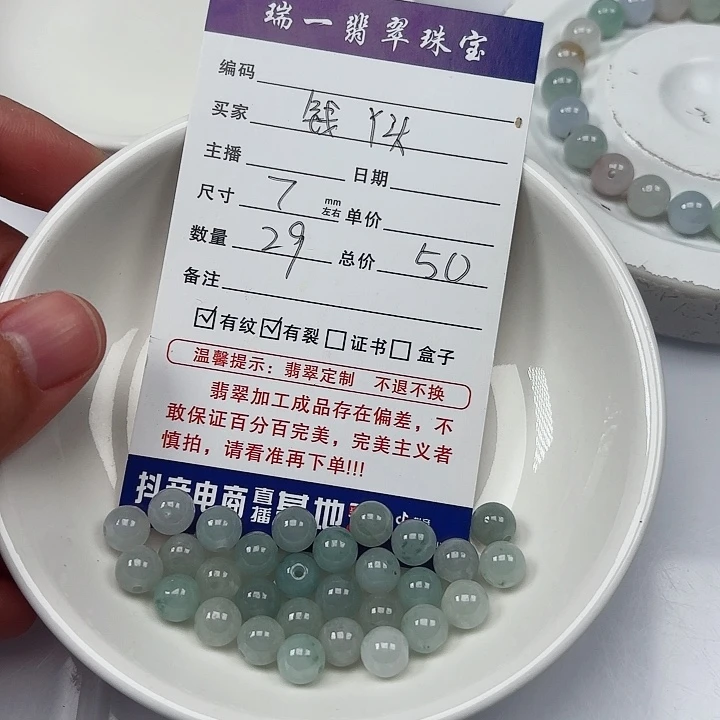 瑞一翡翠珠宝
编码
买家 钱
主播 日期
尺寸 7 mm左右 单价
数量 29 总价 50
备注
☑有纹☑有裂☐证书☐盒子
温馨提示：翡翠定制 不退不换
翡翠加工成品存在偏差，不
敢保证百分百完美，完美主义者
慎拍，请看准再下单!!!
抖音电商直播基地